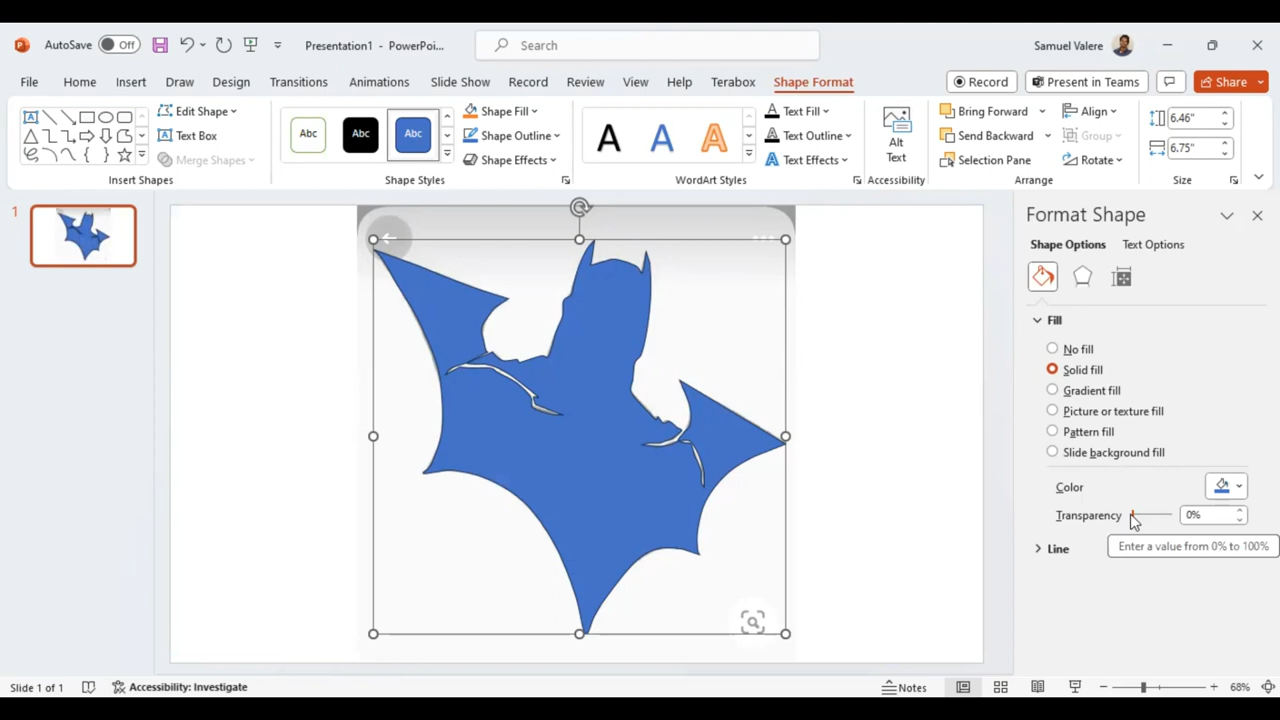 AutoSave Off Presentation1 - PowerPoi... Search Samuel Valere
File Home Insert Draw Design Transitions Animations Slide Show Record Review View Help Terabox Shape Format Record Present in Teams Share
Edit Shape
Text Box
Merge Shapes
Insert Shapes
Abc Abc Abc
Shape Fill
Shape Outline
Shape Effects
Shape Styles
A A A
Text Fill
Text Outline
Text Effects
WordArt Styles
Alt
Text
Accessibility
Bring Forward
Send Backward
Selection Pane
Align
Group
Rotate
Arrange
6.46"
6.75"
Size
1
Format Shape
Shape Options Text Options
Fill
No fill
Solid fill
Gradient fill
Picture or texture fill
Pattern fill
Slide background fill
Color
Transparency 0%
Enter a value from 0% to 100%
Line
Slide 1 of 1 Accessibility: Investigate Notes 68%